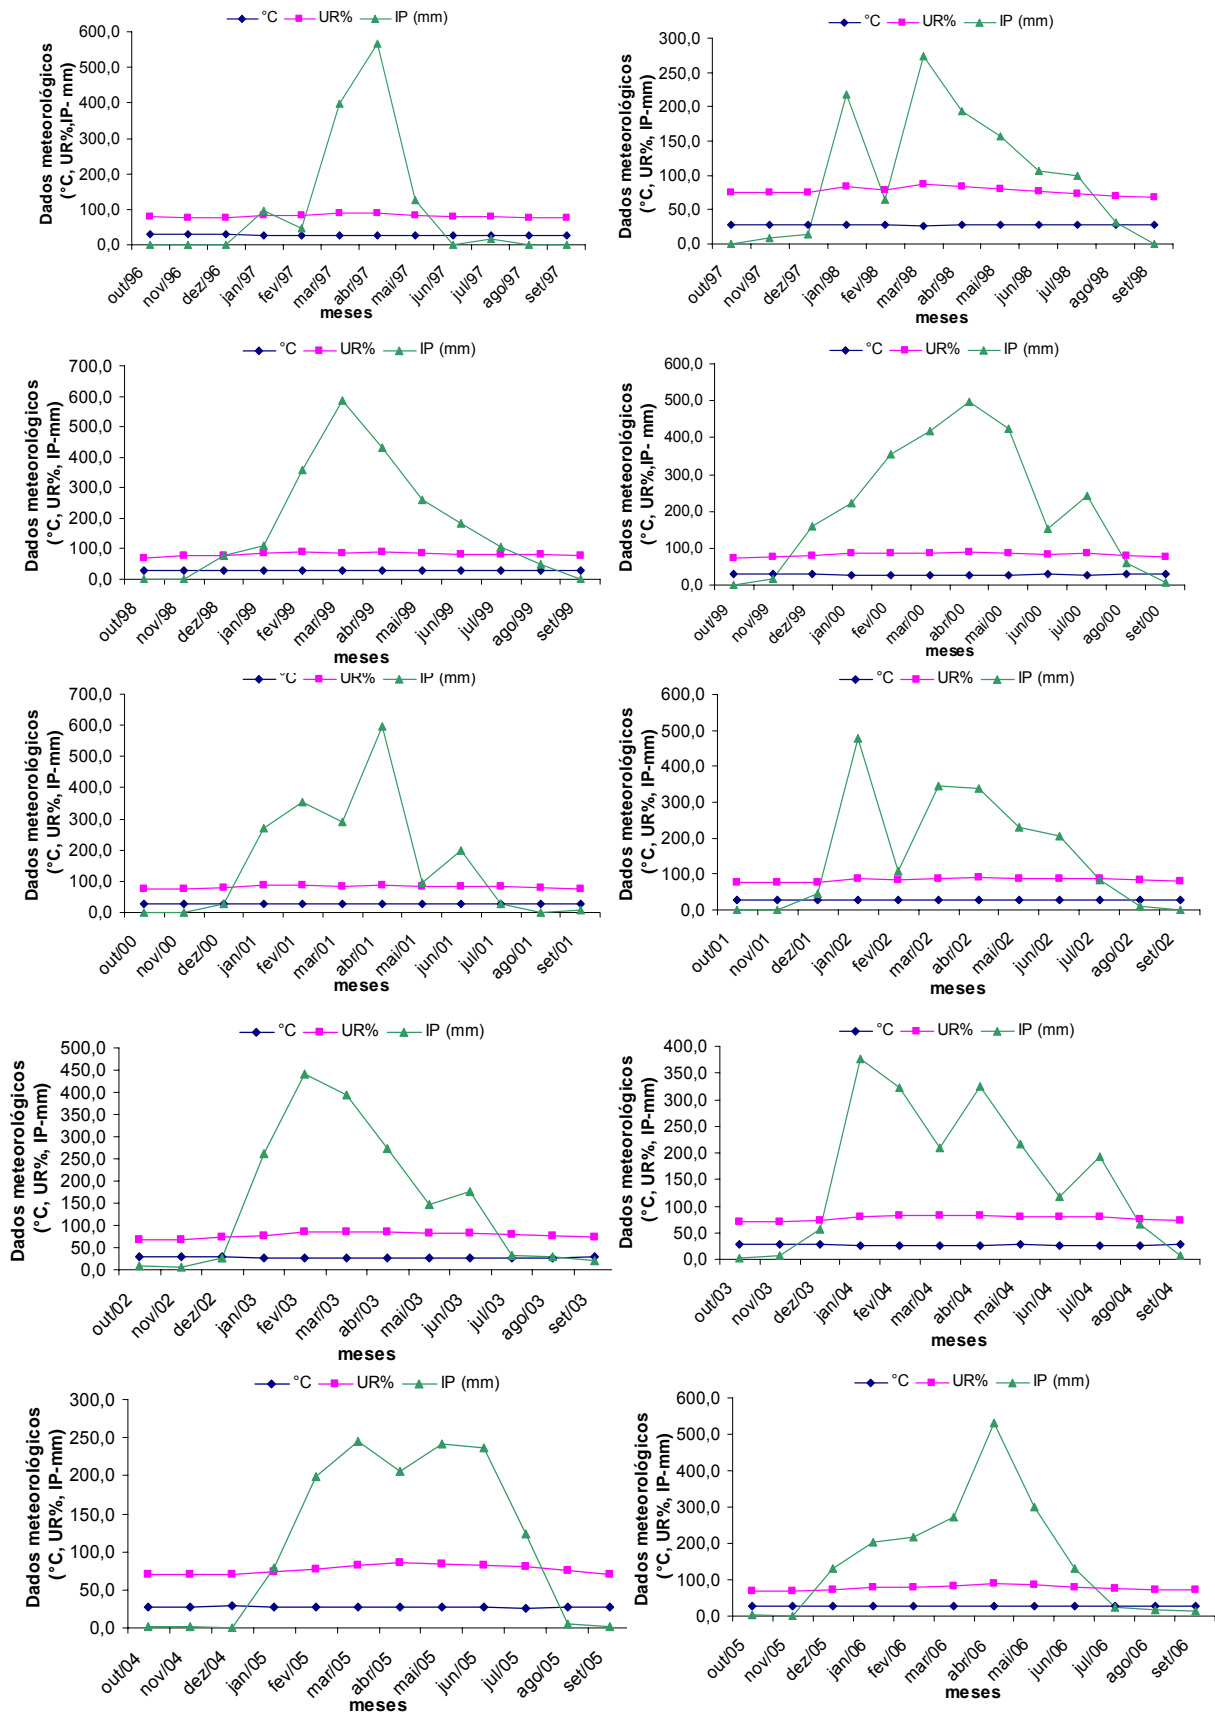 °C UR% IP (mm)
Dados meteorológicos
(°C, UR%,IP- mm)
600,0
500,0
400,0
300,0
200,0
100,0
0,0
out/96 nov/96 dez/96 jan/97 fev/97 mar/97 abr/97 mai/97 jun/97 jul/97 ago/97 set/97
meses
°C UR% IP (mm)
Dados meteorológicos
(°C, UR%, IP-mm)
300,0
250,0
200,0
150,0
100,0
50,0
0,0
out/97 nov/97 dez/97 jan/98 fev/98 mar/98 abr/98 mai/98 jun/98 jul/98 ago/98 set/98
meses
°C UR% IP (mm)
Dados meteorológicos
(°C, UR%, IP-mm)
700,0
600,0
500,0
400,0
300,0
200,0
100,0
0,0
out/98 nov/98 dez/98 jan/99 fev/99 mar/99 abr/99 mai/99 jun/99 jul/99 ago/99 set/99
meses
°C UR% IP (mm)
Dados meteorológicos
(°C, UR%,IP- mm)
600,0
500,0
400,0
300,0
200,0
100,0
0,0
out/99 nov/99 dez/99 jan/00 fev/00 mar/00 abr/00 mai/00 jun/00 jul/00 ago/00 set/00
meses
°C UR% IP (mm)
Dados meteorológicos
(°C, UR%, IP-mm)
700,0
600,0
500,0
400,0
300,0
200,0
100,0
0,0
out/00 nov/00 dez/00 jan/01 fev/01 mar/01 abr/01 mai/01 jun/01 jul/01 ago/01 set/01
meses
°C UR% IP (mm)
Dados meteorológicos
(°C, UR%, IP-mm)
600,0
500,0
400,0
300,0
200,0
100,0
0,0
out/01 nov/01 dez/01 jan/02 fev/02 mar/02 abr/02 mai/02 jun/02 jul/02 ago/02 set/02
meses
°C UR% IP (mm)
Dados meteorológicos
(°C, UR%, IP-mm)
500,0
450,0
400,0
350,0
300,0
250,0
200,0
150,0
100,0
50,0
0,0
out/02 nov/02 dez/02 jan/03 fev/03 mar/03 abr/03 mai/03 jun/03 jul/03 ago/03 set/03
meses
°C UR% IP (mm)
Dados meteorológicos
(°C, UR%, IP-mm)
400,0
350,0
300,0
250,0
200,0
150,0
100,0
50,0
0,0
out/03 nov/03 dez/03 jan/04 fev/04 mar/04 abr/04 mai/04 jun/04 jul/04 ago/04 set/04
meses
°C UR% IP (mm)
Dados meteorológicos
(°C, UR%, IP-mm)
300,0
250,0
200,0
150,0
100,0
50,0
0,0
out/04 nov/04 dez/04 jan/05 fev/05 mar/05 abr/05 mai/05 jun/05 jul/05 ago/05 set/05
meses
°C UR% IP (mm)
Dados meteorológicos
(°C, UR%, IP-mm)
600,0
500,0
400,0
300,0
200,0
100,0
0,0
out/05 nov/05 dez/05 jan/06 fev/06 mar/06 abr/06 mai/06 jun/06 jul/06 ago/06 set/06
meses